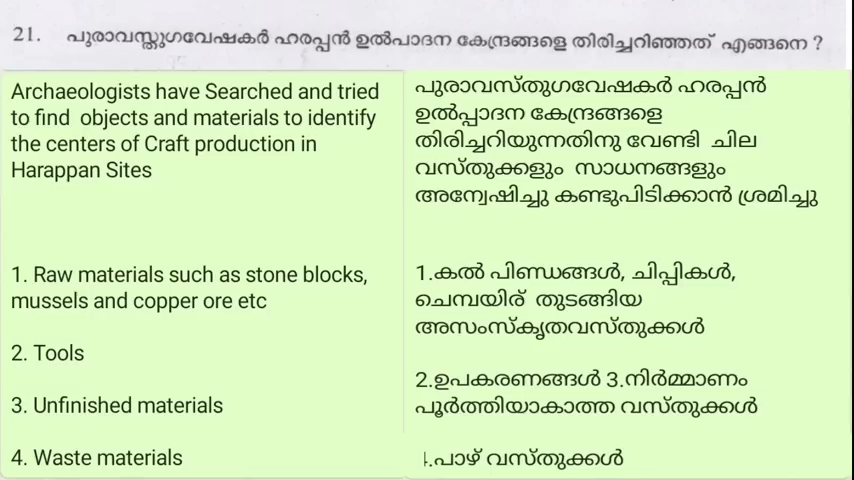 21. പുരാവസ്തുഗവേഷകർ ഹരപ്പൻ ഉൽപാദന കേന്ദ്രങ്ങളെ തിരിച്ചറിഞ്ഞത് എങ്ങനെ ?
Archaeologists have Searched and tried
to find objects and materials to identify
the centers of Craft production in
Harappan Sites
1. Raw materials such as stone blocks,
mussels and copper ore etc
2. Tools
3. Unfinished materials
4. Waste materials
പുരാവസ്തുഗവേഷകർ ഹരപ്പൻ
ഉൽപ്പാദന കേന്ദ്രങ്ങളെ
തിരിച്ചറിയുന്നതിനു വേണ്ടി ചില
വസ്തുക്കളും സാധനങ്ങളും
അന്വേഷിച്ചു കണ്ടുപിടിക്കാൻ ശ്രമിച്ചു
1.കൽ പിണ്ഡങ്ങൾ, ചിപ്പികൾ,
ചെമ്പയിര് തുടങ്ങിയ
അസംസ്കൃതവസ്തുക്കൾ
2.ഉപകരണങ്ങൾ 3.നിർമ്മാണം
പൂർത്തിയാകാത്ത വസ്തുക്കൾ
4.പാഴ് വസ്തുക്കൾ